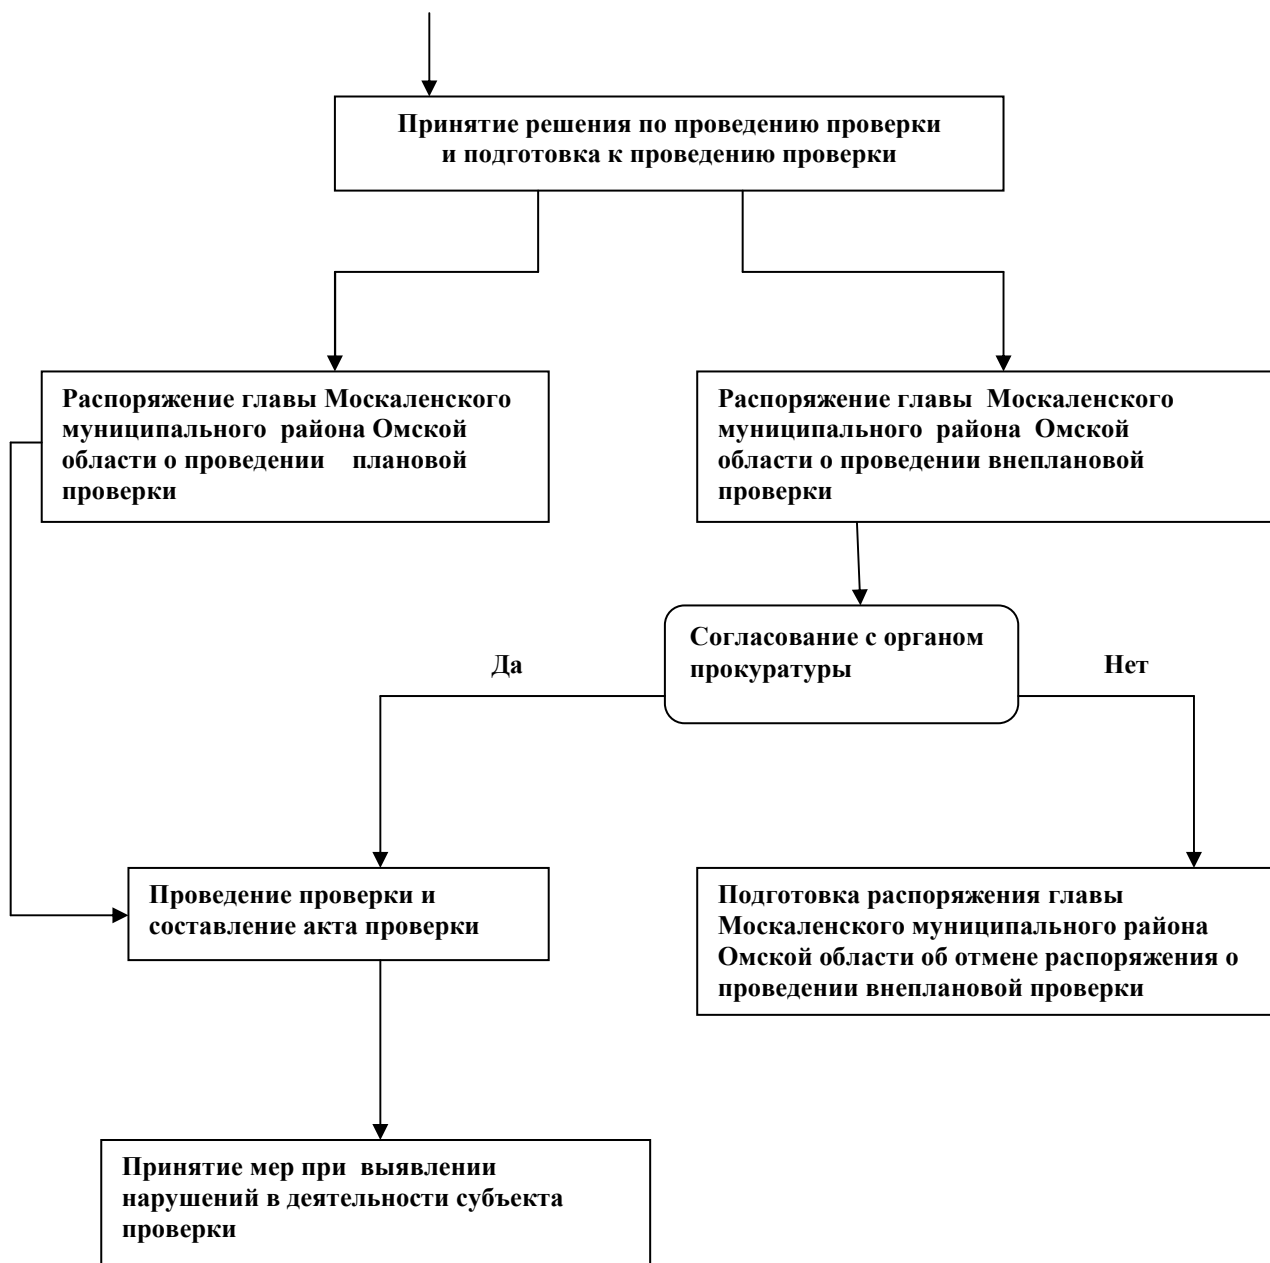 Принятие решения по проведению проверки
и подготовка к проведению проверки
Распоряжение главы Москаленского
муниципального района Омской
области о проведении плановой
проверки
Распоряжение главы Москаленского
муниципального района Омской
области о проведении внеплановой
проверки
Согласование с органом
прокуратуры
Да
Нет
Проведение проверки и
составление акта проверки
Подготовка распоряжения главы
Москаленского муниципального района
Омской области об отмене распоряжения о
проведении внеплановой проверки
Принятие мер при выявлении
нарушений в деятельности субъекта
проверки